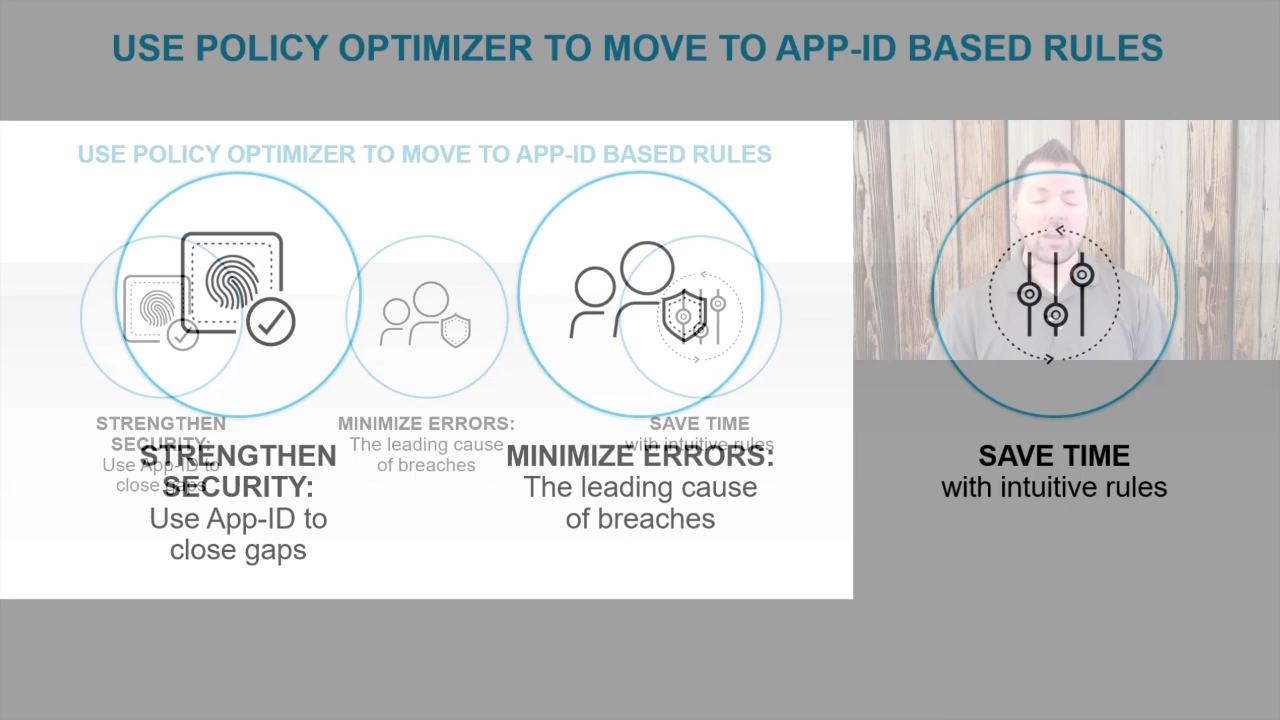 USE POLICY OPTIMIZER TO MOVE TO APP-ID BASED RULES
USE POLICY OPTIMIZER TO MOVE TO APP-ID BASED RULES
STRENGTHEN
SECURITY:
Use App-ID to
close gaps
MINIMIZE ERRORS:
The leading cause
of breaches
SAVE TIME
with intuitive rules
STRENGTHEN
SECURITY:
Use App-ID to
close gaps
MINIMIZE ERRORS:
The leading cause
of breaches
SAVE TIME
with intuitive rules